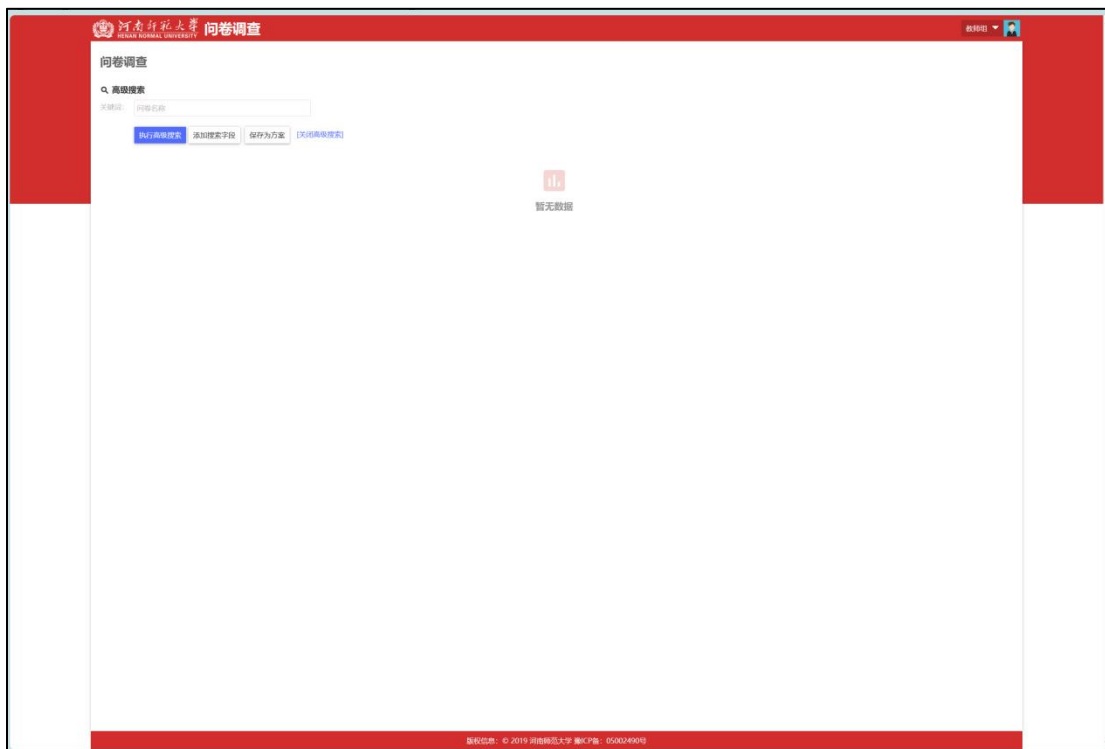 河南师范大学 问卷调查
HENAN NORMAL UNIVERSITY
教师组
问卷调查
高级搜索
关键词： 问卷名称
执行高级搜索 添加搜索字段 保存为方案 [关闭高级搜索]
暂无数据
版权信息：© 2019 河南师范大学 豫ICP备：05002490号